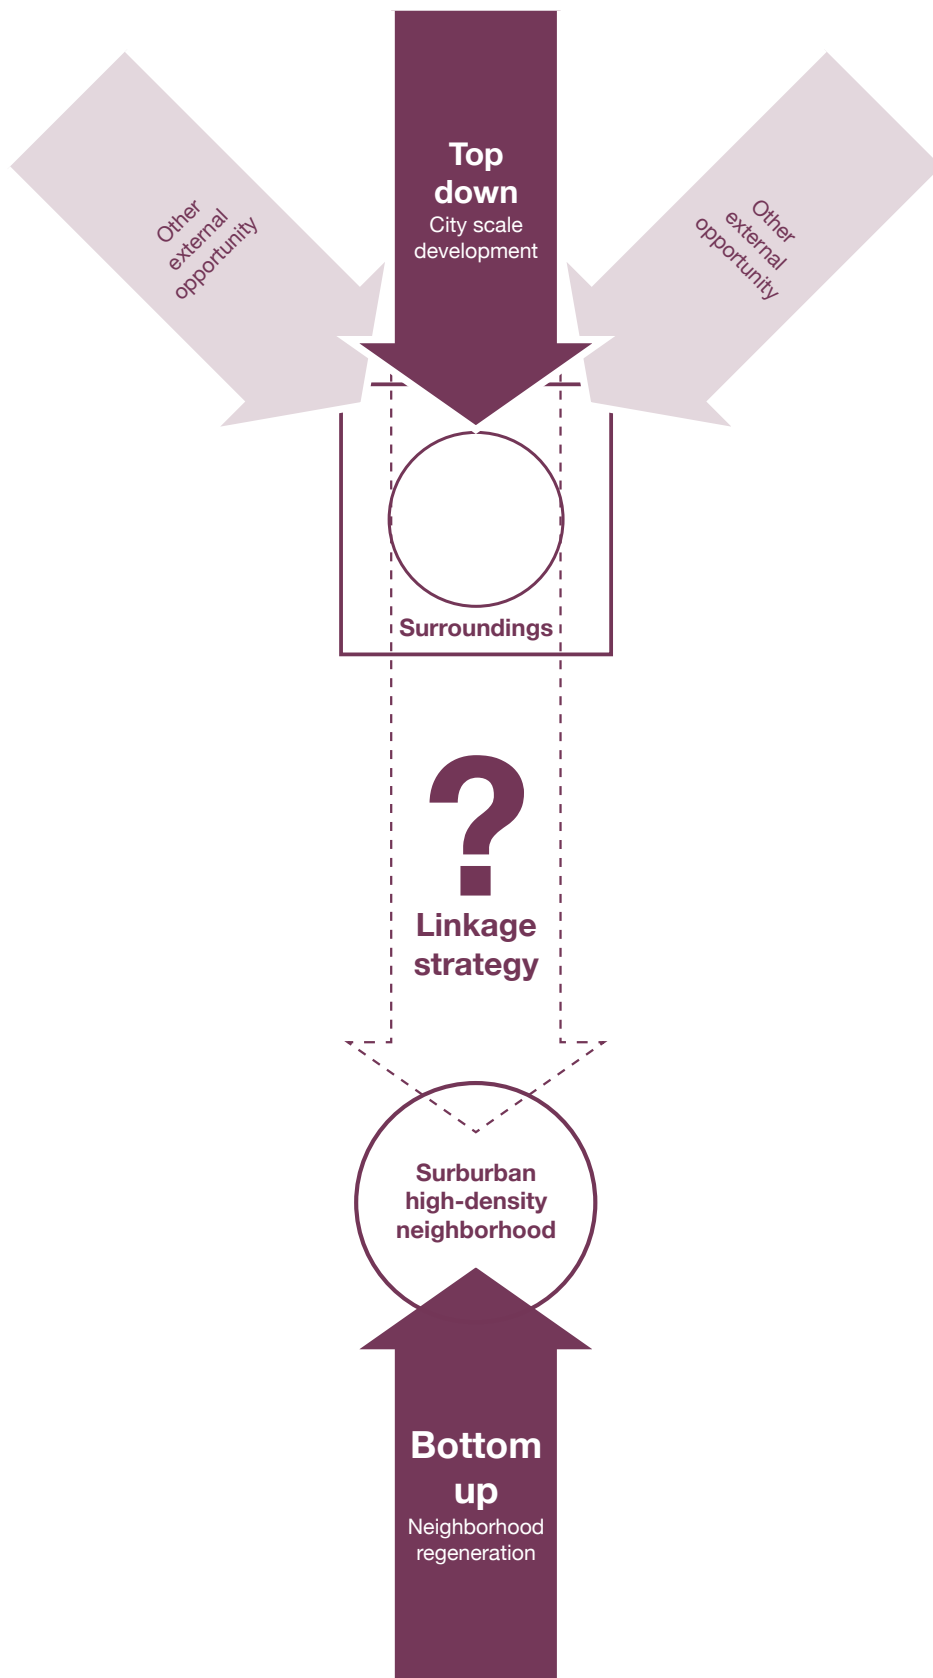 Top
down
City scale
development
Other
external
opportunity
Other
external
opportunity
Surroundings
?
Linkage
strategy
Surburban
high-density
neighborhood
Bottom
up
Neighborhood
regeneration